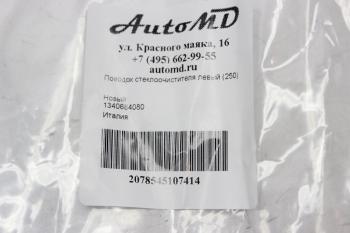 AutoMD
ул. Красного маяка, 16
+7 (495) 662-99-55
automd.ru
Поводок стеклоочистителя левый (250)
Новый
1340684080
Италия
2078545107414